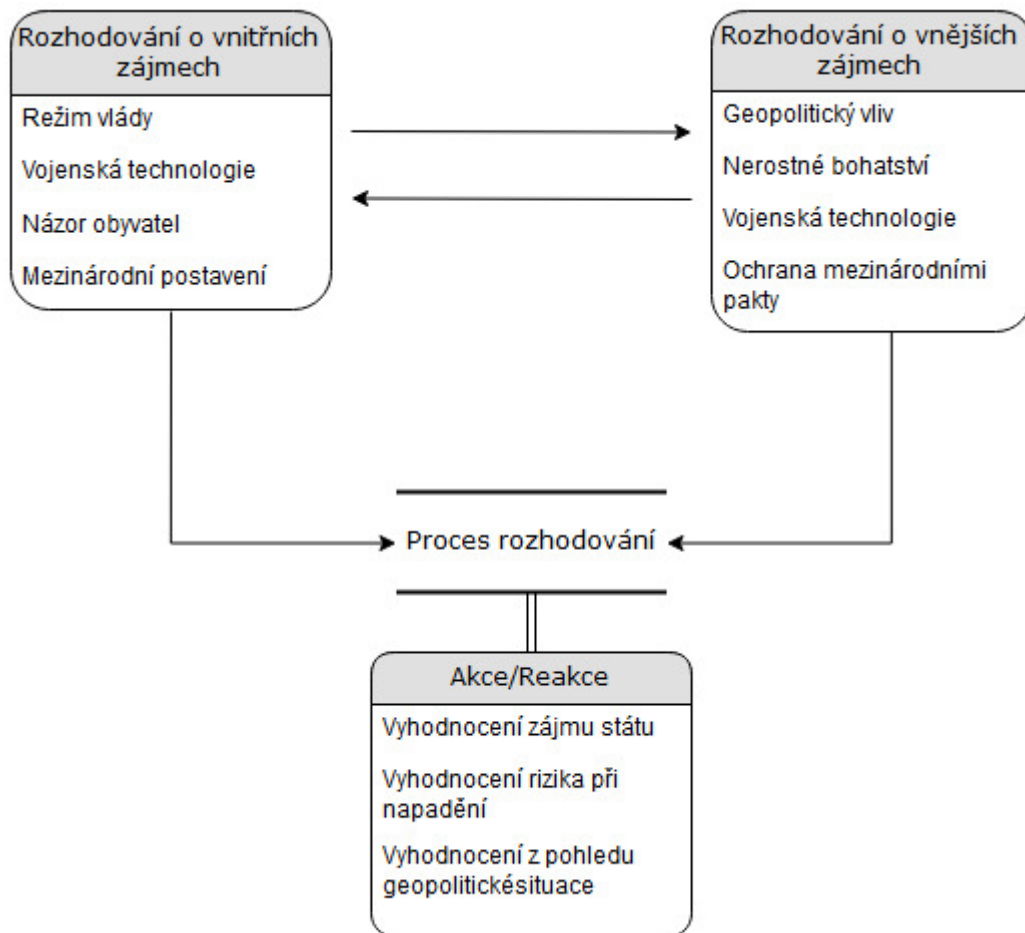 Rozhodování o vnitřních
zájmech
Režim vlády
Vojenská technologie
Názor obyvatel
Mezinárodní postavení
Rozhodování o vnějších
zájmech
Geopolitický vliv
Nerostné bohatství
Vojenská technologie
Ochrana mezinárodními
pakty
Proces rozhodování
Akce/Reakce
Vyhodnocení zájmu státu
Vyhodnocení rizika při
napadění
Vyhodnocení z pohledu
geopolitickésituace